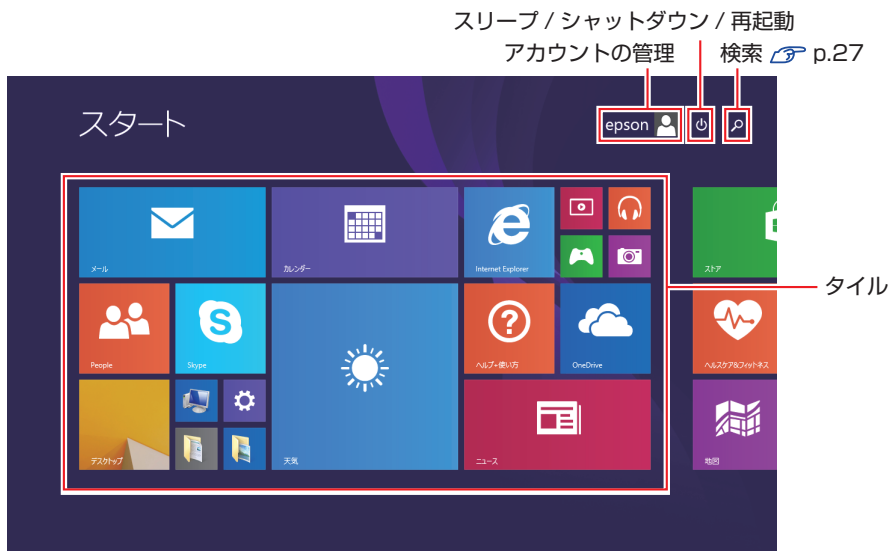 スリープ / シャットダウン / 再起動
アカウントの管理
検索 p.27
スタート
epson
メール
カレンダー
Internet Explorer
ストア
タイル
People
Skype
天気
ヘルプ+使い方
OneDrive
ヘルスケア&フィットネス
デスクトップ
ニュース
地図